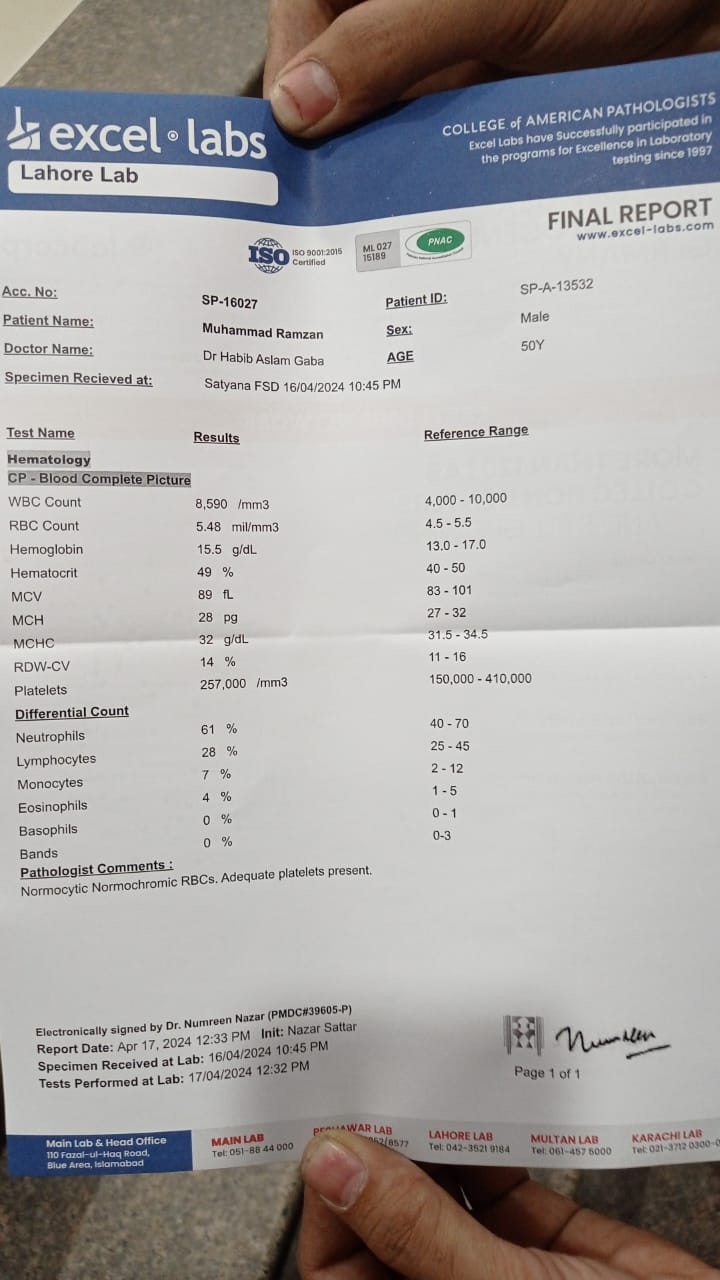 excel labs
Lahore Lab
COLLEGE of AMERICAN PATHOLOGISTS
Excel Labs have Successfully participated in
the programs for Excellence in Laboratory
testing since 1997
FINAL REPORT
www.excel-labs.com
ISO
ISO 9001:2015
Certified
ML 027
15189
PNAC
Acc. No: SP-16027 Patient ID: SP-A-13532
Patient Name: Muhammad Ramzan Sex: Male
Doctor Name: Dr Habib Aslam Gaba AGE 50Y
Specimen Recieved at: Satyana FSD 16/04/2024 10:45 PM
Test Name Results Reference Range
Hematology
CP - Blood Complete Picture
WBC Count 8,590 /mm3 4,000 - 10,000
RBC Count 5.48 mil/mm3 4.5 - 5.5
Hemoglobin 15.5 g/dL 13.0 - 17.0
Hematocrit 49 % 40 - 50
MCV 89 fL 83 - 101
MCH 28 pg 27 - 32
MCHC 32 g/dL 31.5 - 34.5
RDW-CV 14 % 11 - 16
Platelets 257,000 /mm3 150,000 - 410,000
Differential Count
Neutrophils 61 % 40 - 70
Lymphocytes 28 % 25 - 45
Monocytes 7 % 2 - 12
Eosinophils 4 % 1 - 5
Basophils 0 % 0 - 1
Bands 0 % 0-3
Pathologist Comments :
Normocytic Normochromic RBCs. Adequate platelets present.
Electronically signed by Dr. Numreen Nazar (PMDC#39605-P)
Report Date: Apr 17, 2024 12:33 PM Init: Nazar Sattar
Specimen Received at Lab: 16/04/2024 10:45 PM
Tests Performed at Lab: 17/04/2024 12:32 PM
Numreen
Page 1 of 1
Main Lab & Head Office
110 Fazal-ul-Haq Road,
Blue Area, Islamabad
MAIN LAB
Tel: 051-88 44 000
LAB
/8577
LAHORE LAB
Tel: 042-3521 9184
MULTAN LAB
Tel: 061-457 5000
KARACHI LAB
Tel: 021-3712 0300-